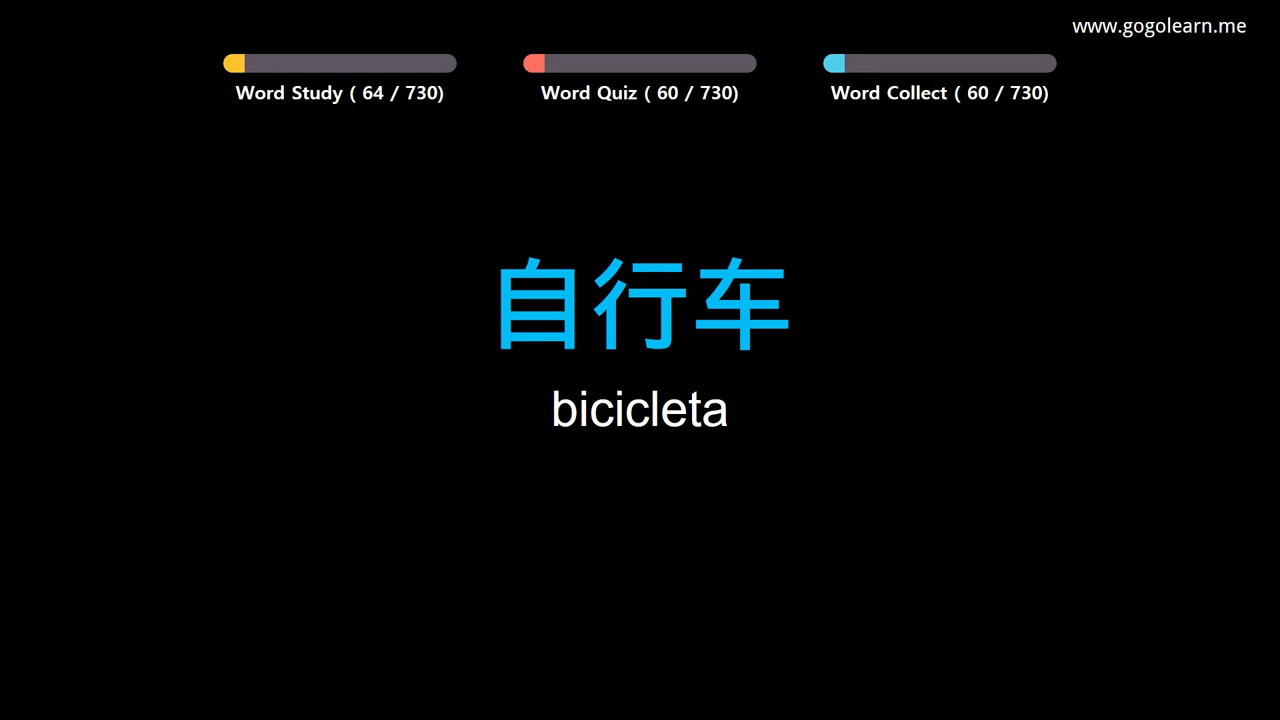 www.gogolearn.me
Word Study ( 64 / 730)
Word Quiz ( 60 / 730)
Word Collect ( 60 / 730)
自行车
bicicleta